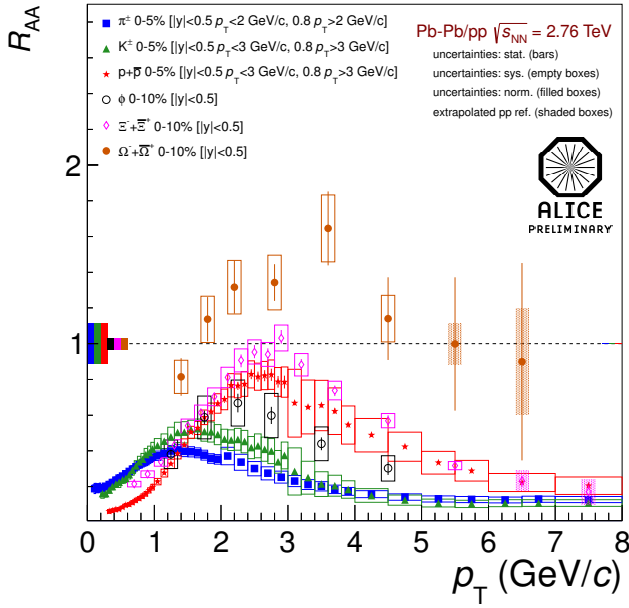 R_AA
π± 0-5% [|y|<0.5 p_T<2 GeV/c, 0.8 p_T>2 GeV/c]
K± 0-5% [|y|<0.5 p_T<3 GeV/c, 0.8 p_T>3 GeV/c]
p+p̅ 0-5% [|y|<0.5 p_T<3 GeV/c, 0.8 p_T>3 GeV/c]
ϕ 0-10% [|y|<0.5]
Ξ⁻+Ξ̅⁺ 0-10% [|y|<0.5]
Ω⁻+Ω̅⁺ 0-10% [|y|<0.5]
Pb-Pb/pp √s_NN = 2.76 TeV
uncertainties: stat. (bars)
uncertainties: sys. (empty boxes)
uncertainties: norm. (filled boxes)
extrapolated pp ref. (shaded boxes)
ALICE
PRELIMINARY
2
1
0 1 2 3 4 5 6 7 8
p_T (GeV/c)